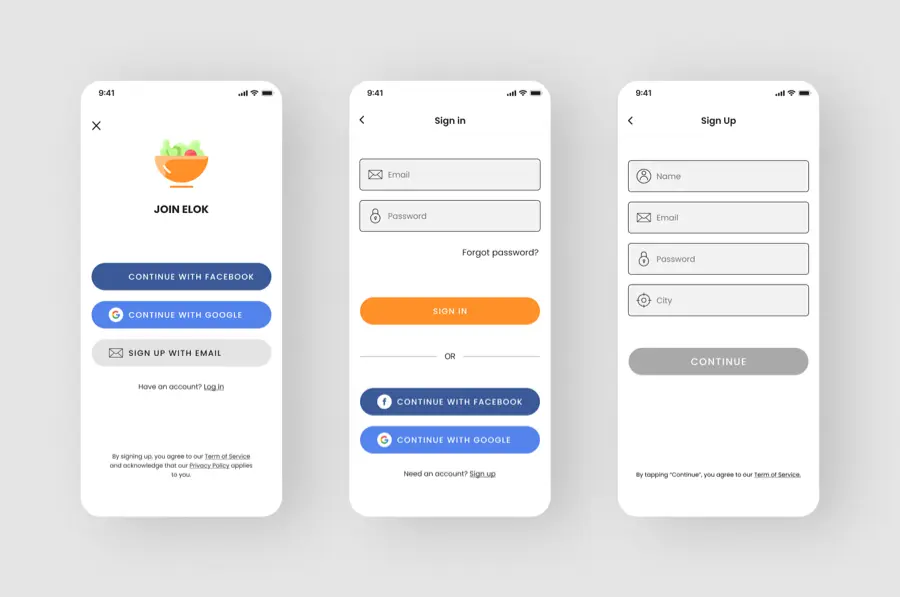 9:41
JOIN ELOK
CONTINUE WITH FACEBOOK
CONTINUE WITH GOOGLE
SIGN UP WITH EMAIL
Have an account? Log In
By signing up, you agree to our Term of Service
and acknowledge that our Privacy Policy applies
to you.
9:41
Sign in
Email
Password
Forgot password?
SIGN IN
OR
CONTINUE WITH FACEBOOK
CONTINUE WITH GOOGLE
Need an account? Sign up
9:41
Sign Up
Name
Email
Password
City
CONTINUE
By tapping "Continue", you agree to our Term of Service.